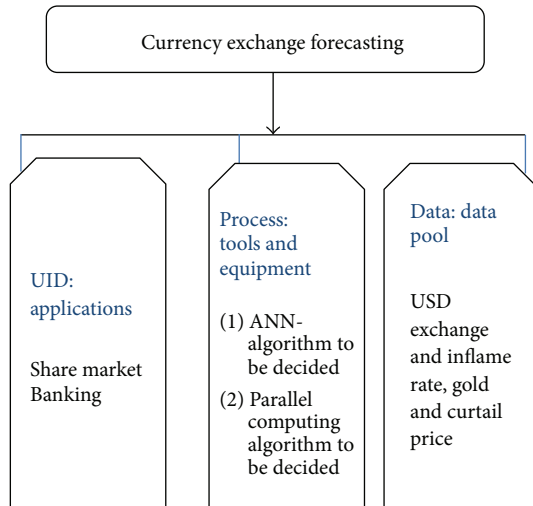 Currency exchange forecasting
UID:
applications
Share market
Banking
Process:
tools and
equipment
(1) ANN-
algorithm to
be decided
(2) Parallel
computing
algorithm to
be decided
Data: data
pool
USD
exchange
and inflame
rate, gold
and curtail
price